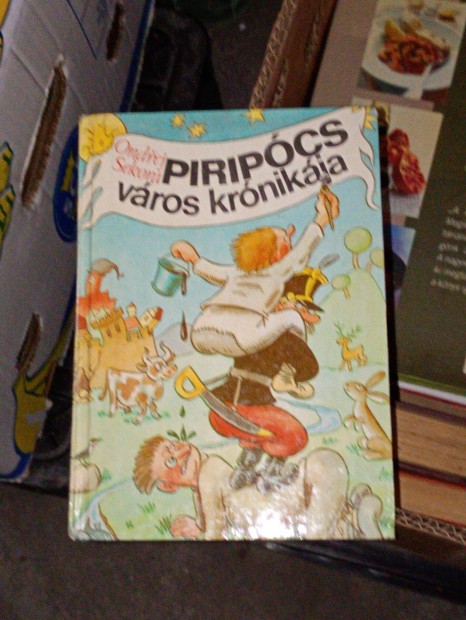 Ondřej
Sekora
PIRIPÓCS
város krónikája